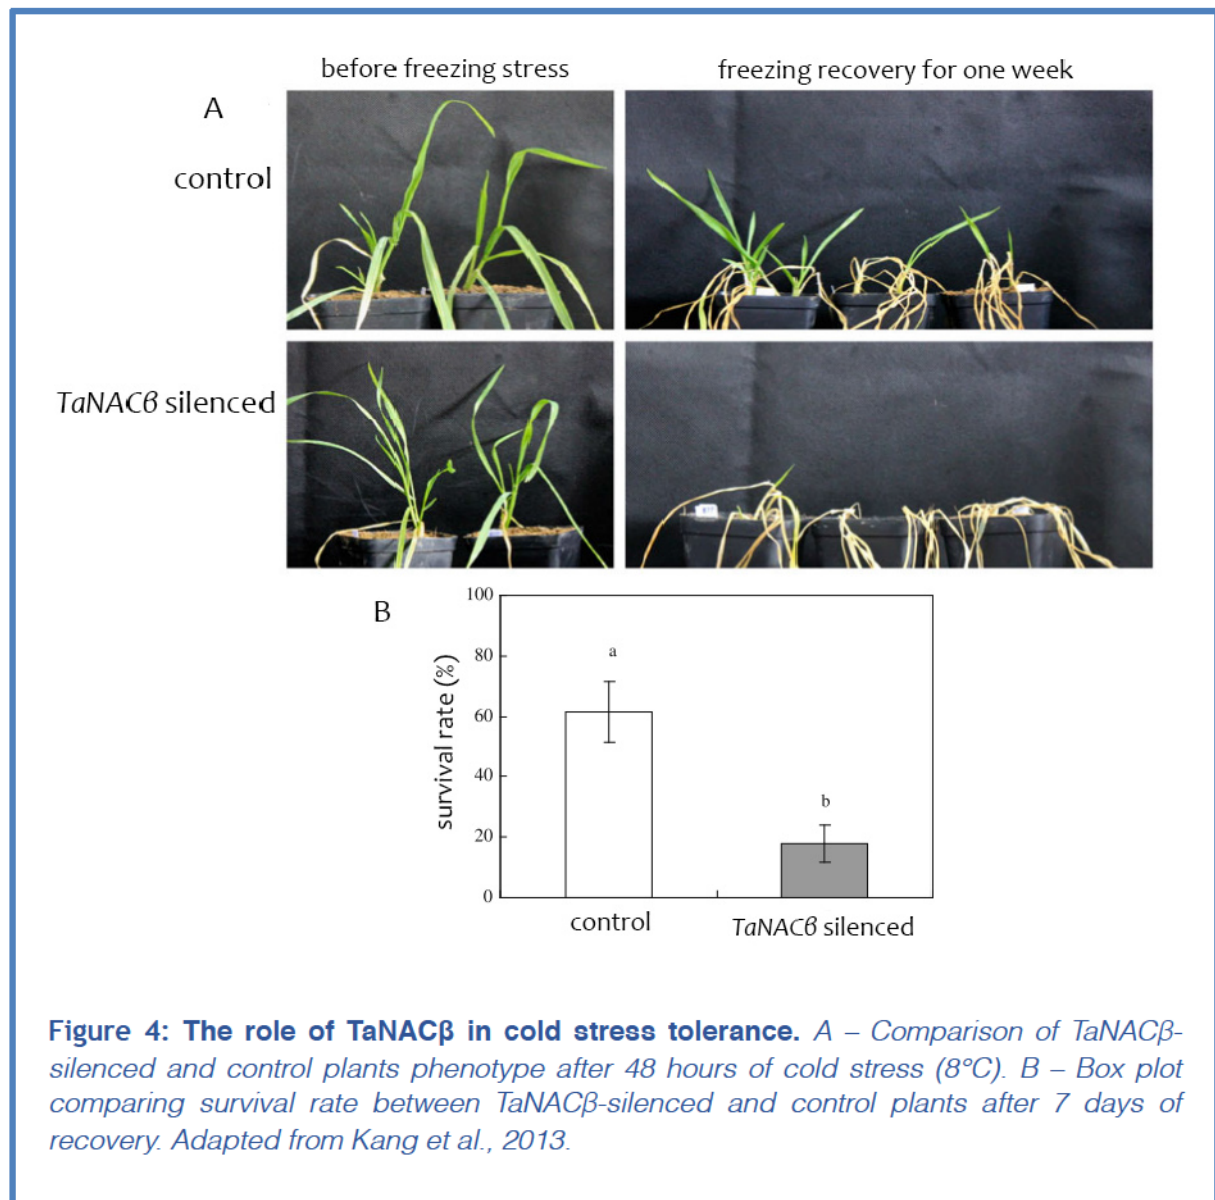 before freezing stress
freezing recovery for one week
A
control
TaNACβ silenced
B
survival rate (%)
100
80
60
40
20
0
a
b
control
TaNACβ silenced
Figure 4: The role of TaNACβ in cold stress tolerance. A – Comparison of TaNACβ-
silenced and control plants phenotype after 48 hours of cold stress (8°C). B – Box plot
comparing survival rate between TaNACβ-silenced and control plants after 7 days of
recovery. Adapted from Kang et al., 2013.